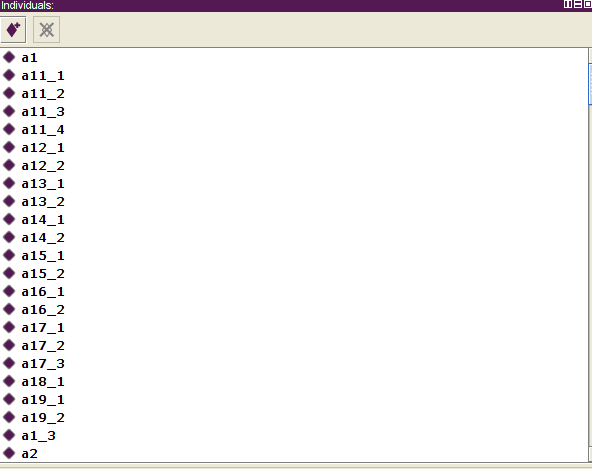 Individuals:
a1
a11_1
a11_2
a11_3
a11_4
a12_1
a12_2
a13_1
a13_2
a14_1
a14_2
a15_1
a15_2
a16_1
a16_2
a17_1
a17_2
a17_3
a18_1
a19_1
a19_2
a1_3
a2